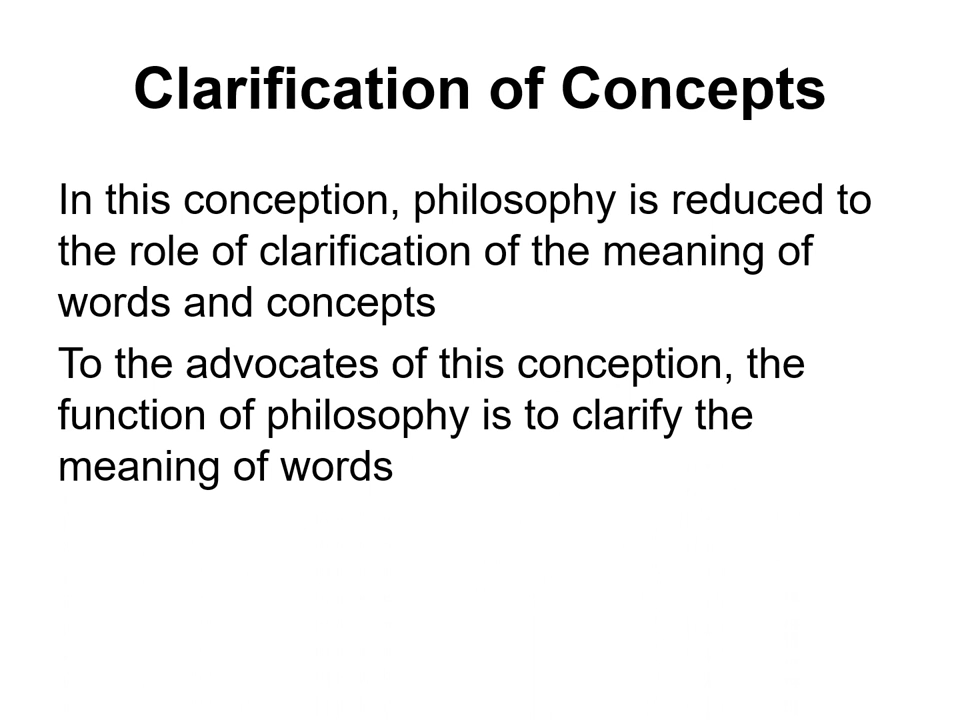 Clarification of Concepts
In this conception, philosophy is reduced to
the role of clarification of the meaning of
words and concepts
To the advocates of this conception, the
function of philosophy is to clarify the
meaning of words